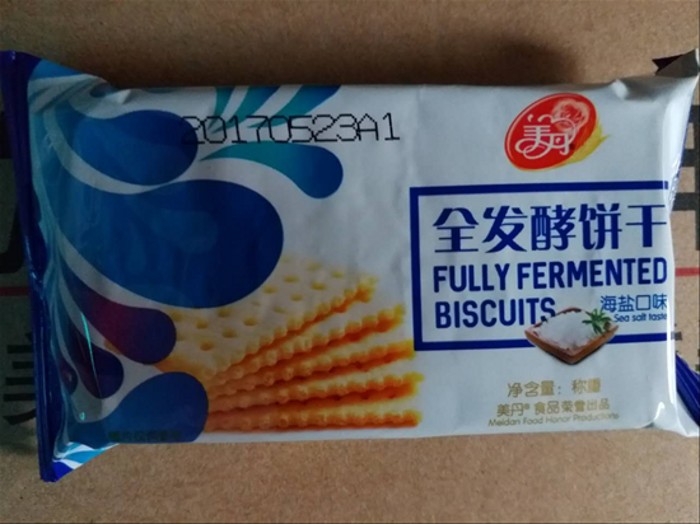 20170523A1
美丹
全发酵饼干
FULLY FERMENTED
BISCUITS
海盐口味
Sea salt taste
净含量：称重
美丹® 食品荣誉出品
Meidan Food Honor Productions